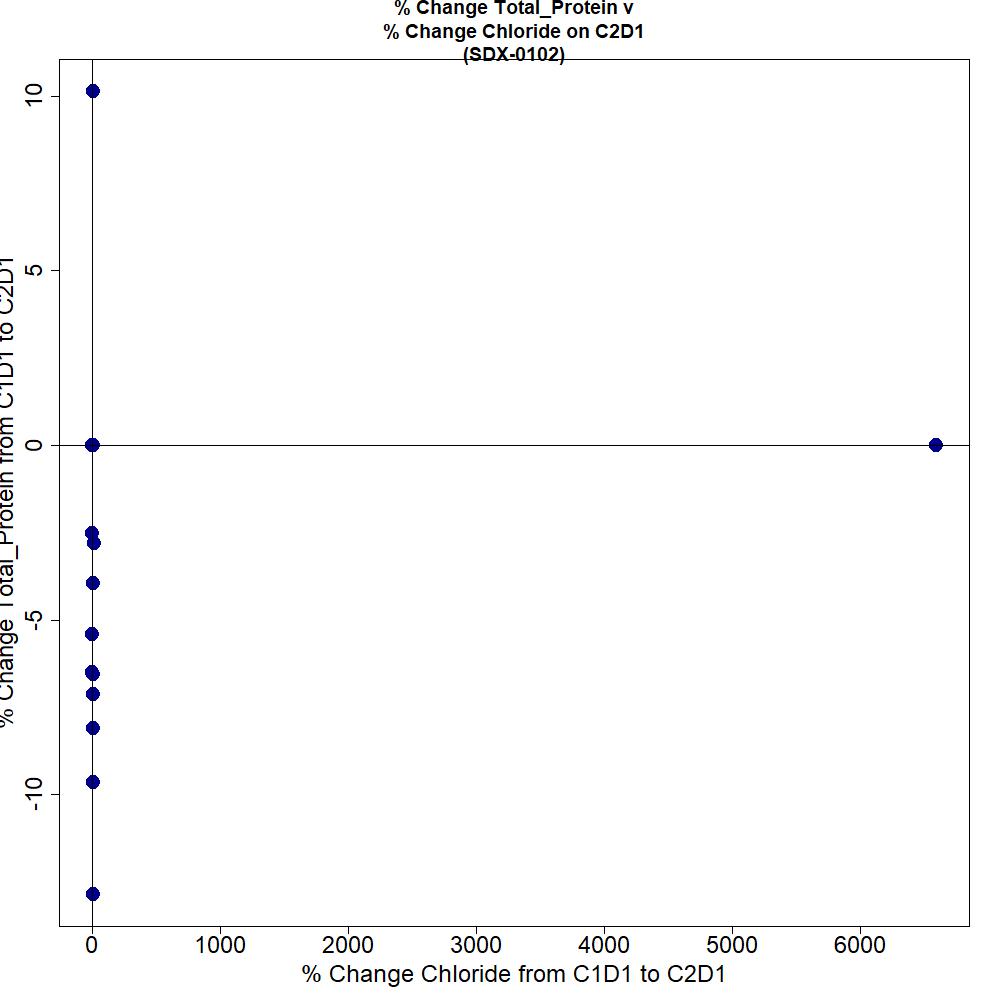 % Change Total_Protein v
% Change Chloride on C2D1
(SDX-0102)
% Change Total_Protein from C1D1 to C2D1
10
5
0
-5
-10
0 1000 2000 3000 4000 5000 6000
% Change Chloride from C1D1 to C2D1